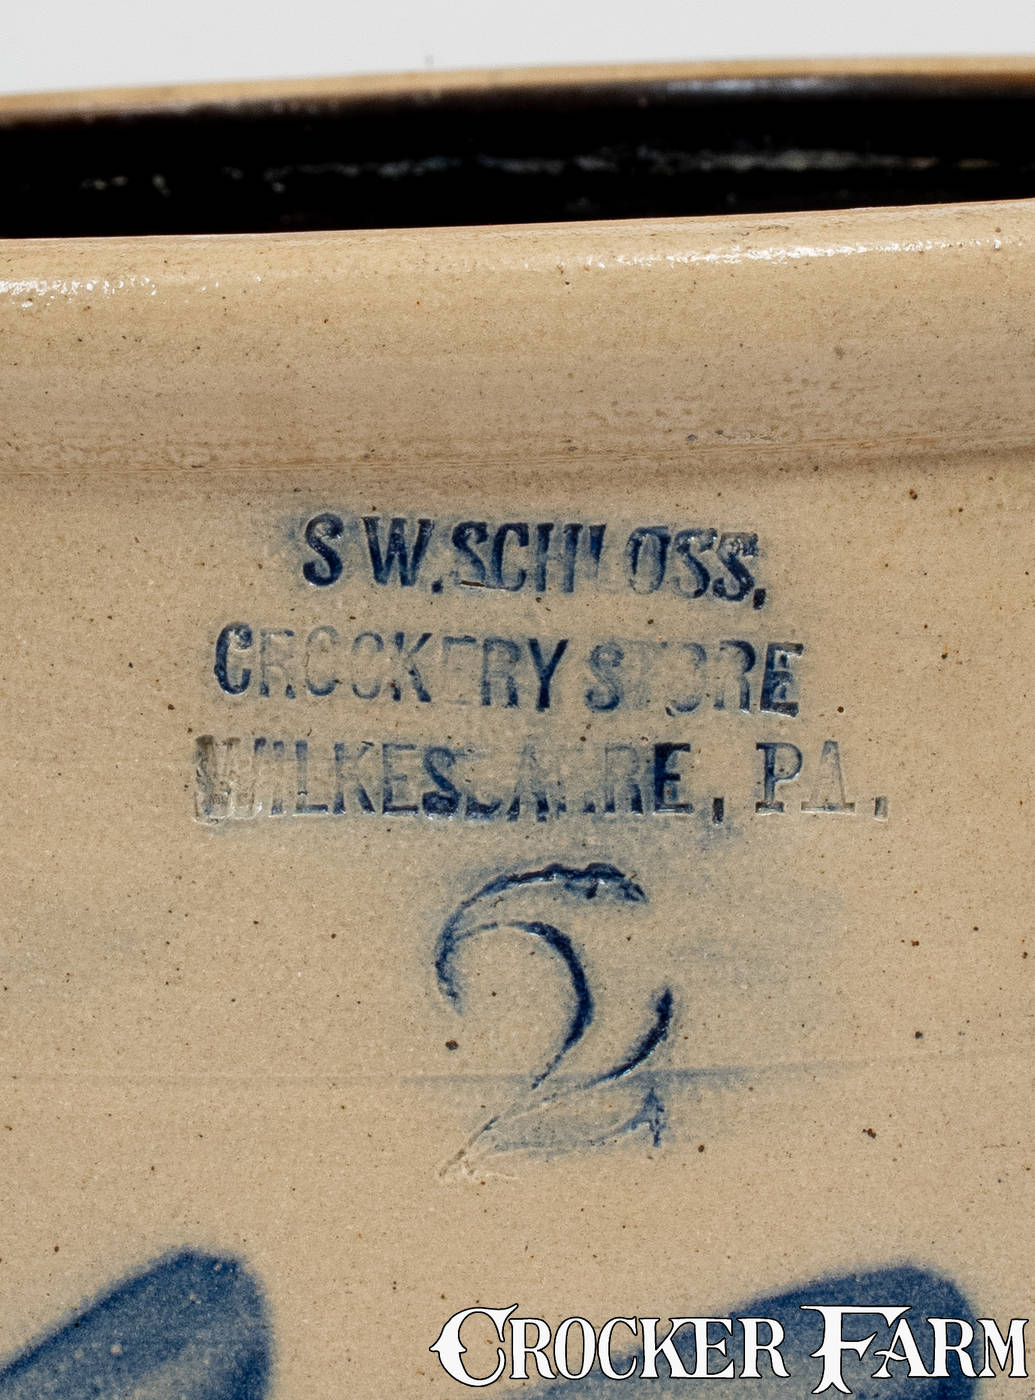 S W. SCHLOSS,
CROCKERY STORE
WILKESBARRE, PA,
2
A
CROCKER FARM